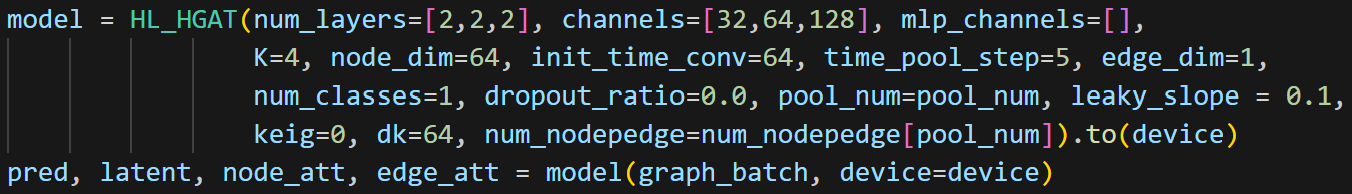 model = HL_HGAT(num_layers=[2,2,2], channels=[32,64,128], mlp_channels=[],
K=4, node_dim=64, init_time_conv=64, time_pool_step=5, edge_dim=1,
num_classes=1, dropout_ratio=0.0, pool_num=pool_num, leaky_slope = 0.1,
keig=0, dk=64, num_nodepedge=num_nodepedge[pool_num]).to(device)
pred, latent, node_att, edge_att = model(graph_batch, device=device)